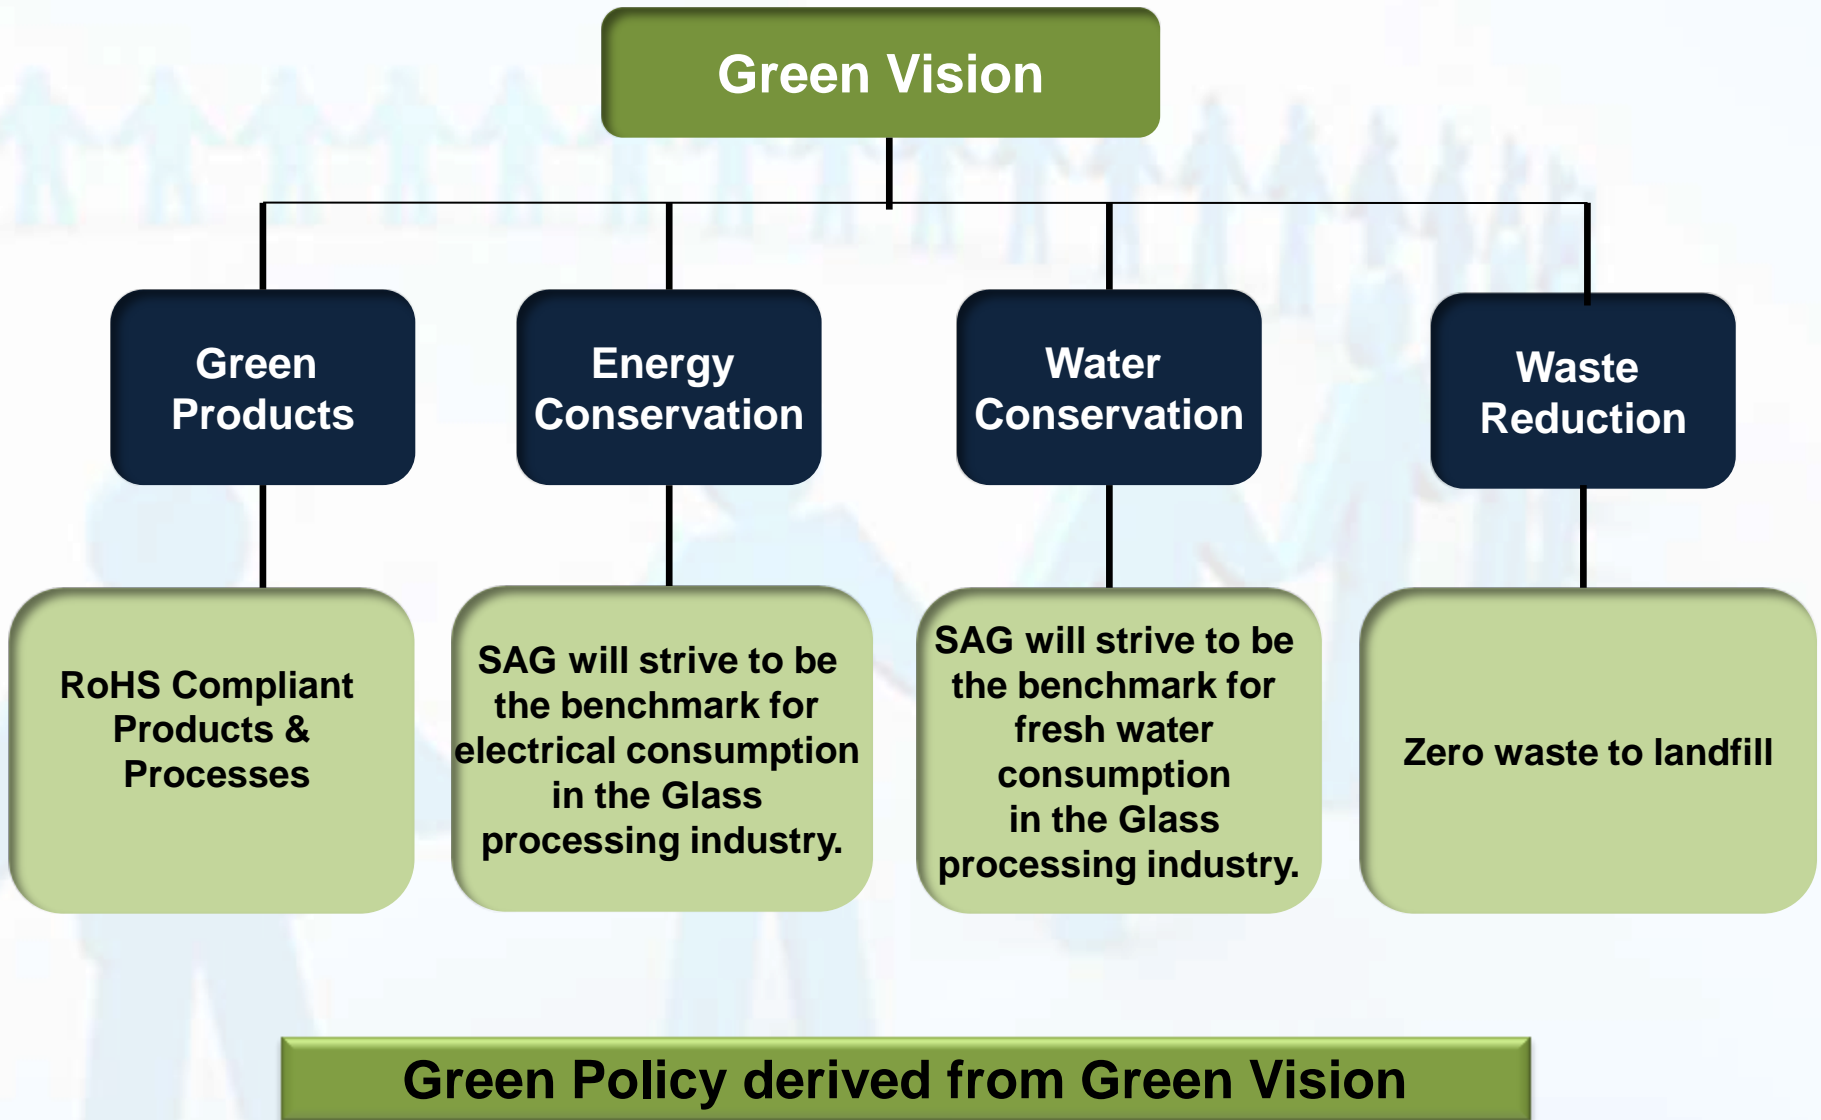 Green Vision
Green
Products
Energy
Conservation
Water
Conservation
Waste
Reduction
RoHS Compliant
Products &
Processes
SAG will strive to be
the benchmark for
electrical consumption
in the Glass
processing industry.
SAG will strive to be
the benchmark for
fresh water
consumption
in the Glass
processing industry.
Zero waste to landfill
Green Policy derived from Green Vision